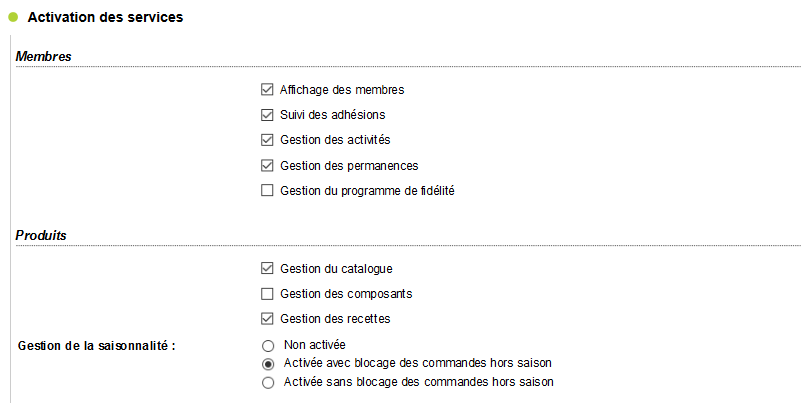 Activation des services
Membres
Affichage des membres
Suivi des adhésions
Gestion des activités
Gestion des permanences
Gestion du programme de fidélité
Produits
Gestion du catalogue
Gestion des composants
Gestion des recettes
Gestion de la saisonnalité :
Non activée
Activée avec blocage des commandes hors saison
Activée sans blocage des commandes hors saison